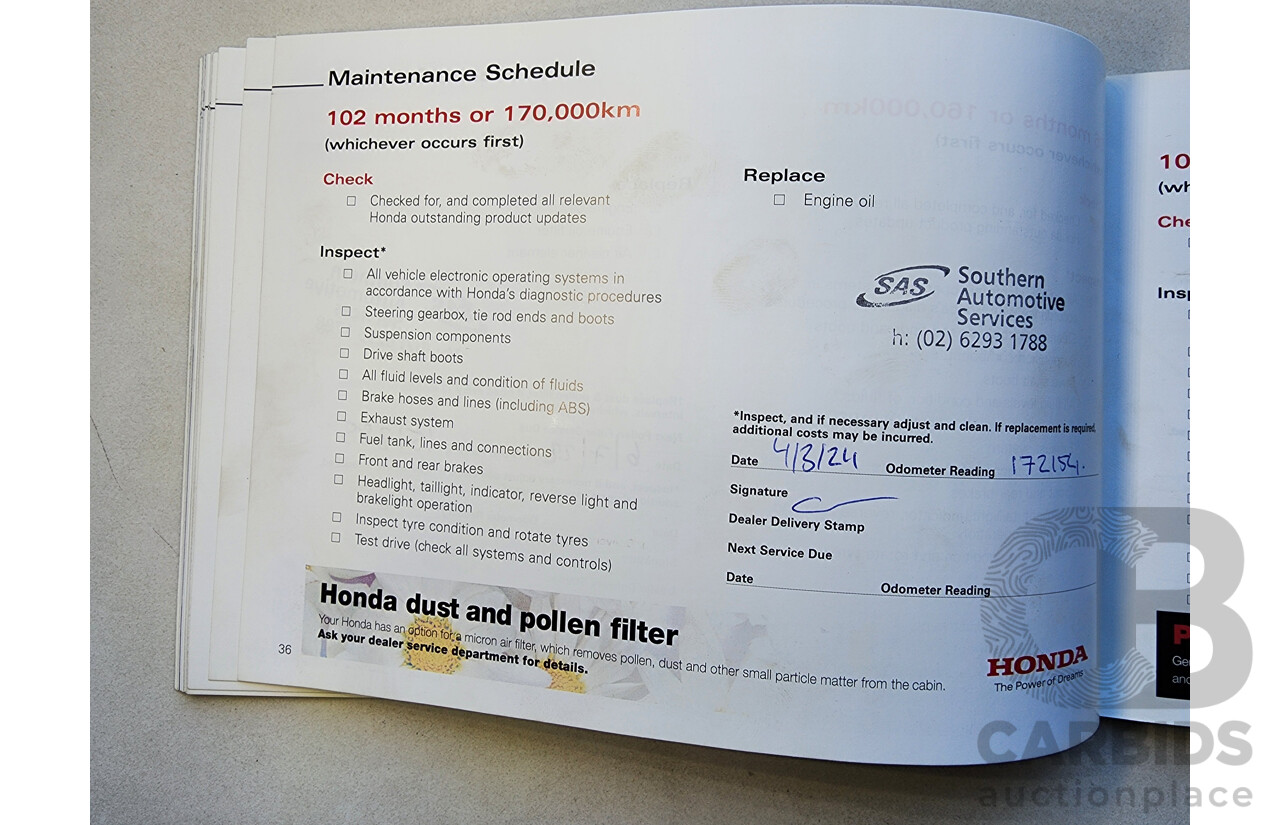 Maintenance Schedule
102 months or 170,000km
(whichever occurs first)
Check
☐ Checked for, and completed all relevant
Honda outstanding product updates
Inspect*
☐ All vehicle electronic operating systems in
accordance with Honda's diagnostic procedures
☐ Steering gearbox, tie rod ends and boots
☐ Suspension components
☐ Drive shaft boots
☐ All fluid levels and condition of fluids
☐ Brake hoses and lines (including ABS)
☐ Exhaust system
☐ Fuel tank, lines and connections
☐ Front and rear brakes
☐ Headlight, taillight, indicator, reverse light and
brakelight operation
☐ Inspect tyre condition and rotate tyres
☐ Test drive (check all systems and controls)
Replace
☐ Engine oil
SAS Southern
Automotive
Services
h: (02) 6293 1788
*Inspect, and if necessary adjust and clean. If replacement is required,
additional costs may be incurred.
Date 4/3/24 Odometer Reading 172154.
Signature
Dealer Delivery Stamp
Next Service Due
Date Odometer Reading
Honda dust and pollen filter
Your Honda has an option for a micron air filter, which removes pollen, dust and other small particle matter from the cabin.
Ask your dealer service department for details.
36
HONDA
The Power of Dreams
10
(wh
Che
Insp
P
Ge
and
CB
CARBIDS
auctionplace